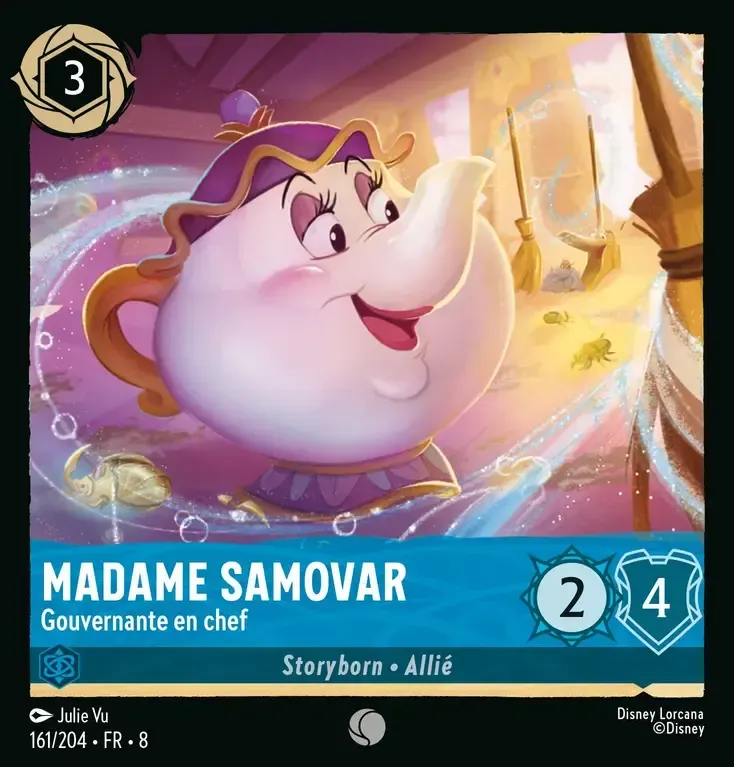 3
MADAME SAMOVAR
Gouvernante en chef
2
4
Storyborn • Allié
Julie Vu
161/204 • FR • 8
Disney Lorcana
©Disney